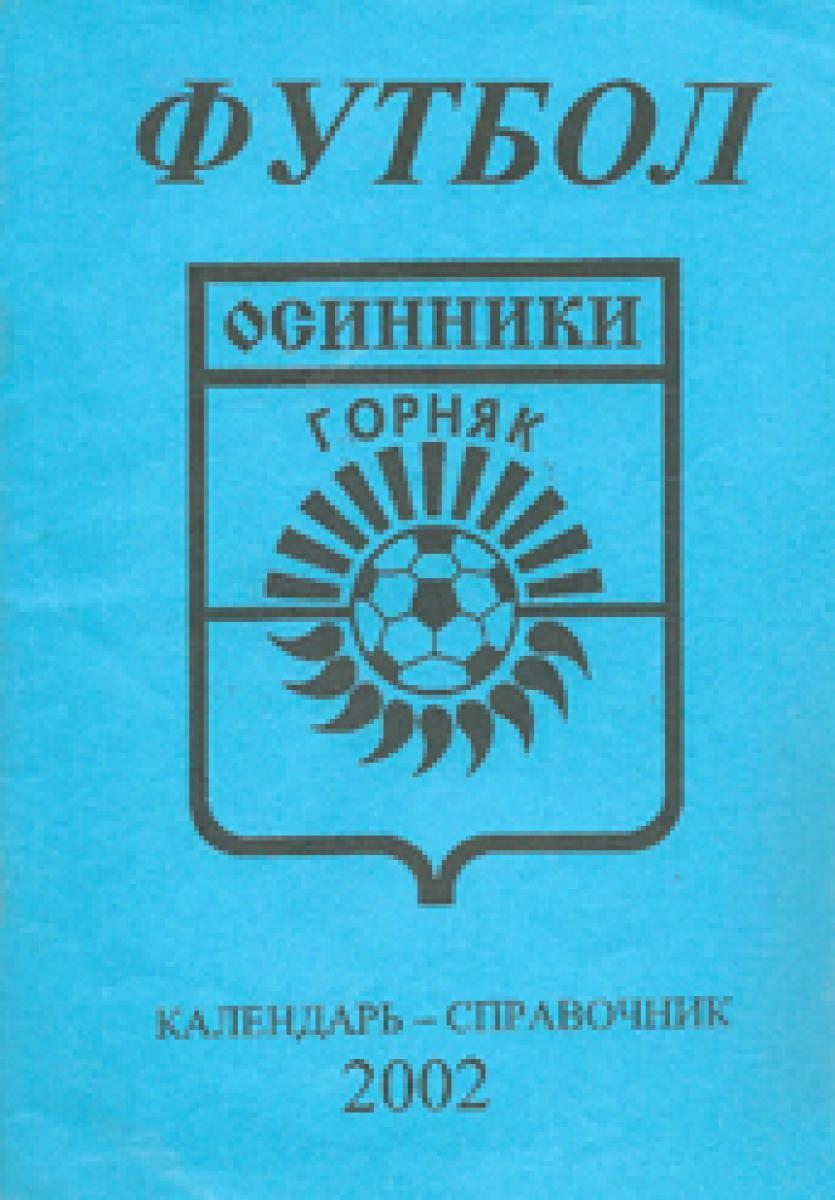 ФУТБОЛ
ОСИННИКИ
ГОРНЯК
КАЛЕНДАРЬ – СПРАВОЧНИК
2002